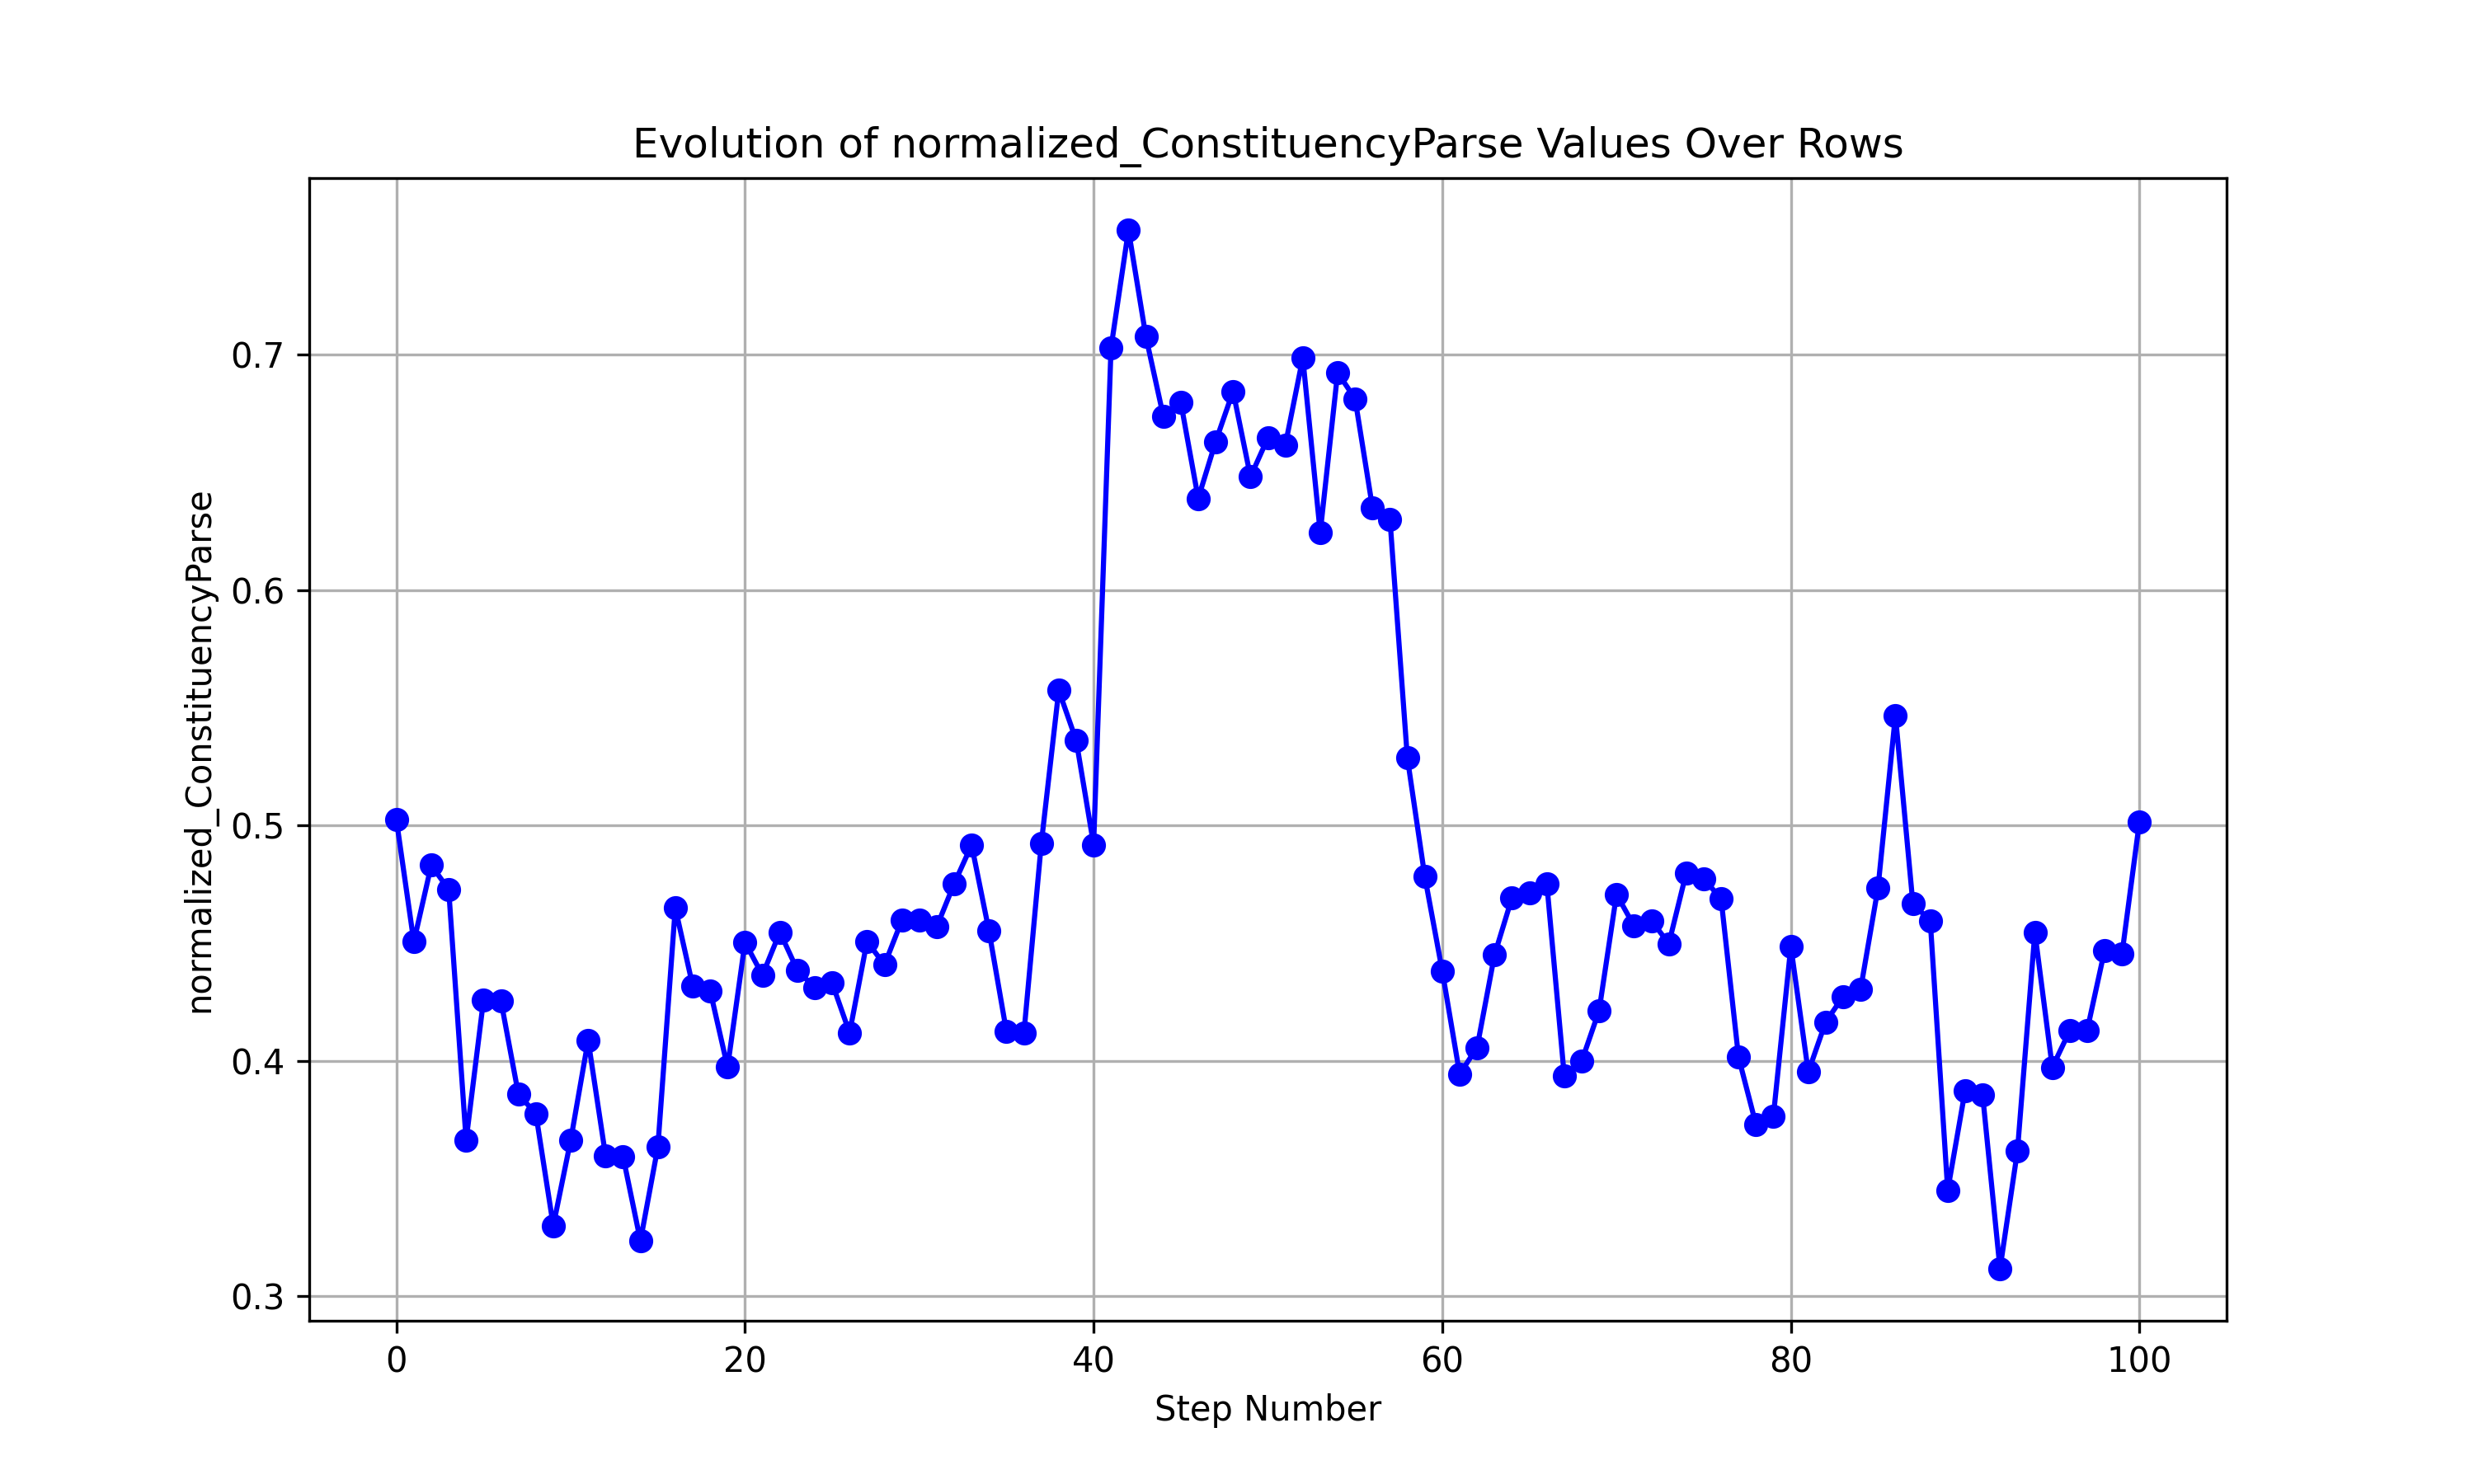 Evolution of normalized_ConstituencyParse Values Over Rows
normalized_ConstituencyParse
0.7
0.6
0.5
0.4
0.3
0 20 40 60 80 100
Step Number